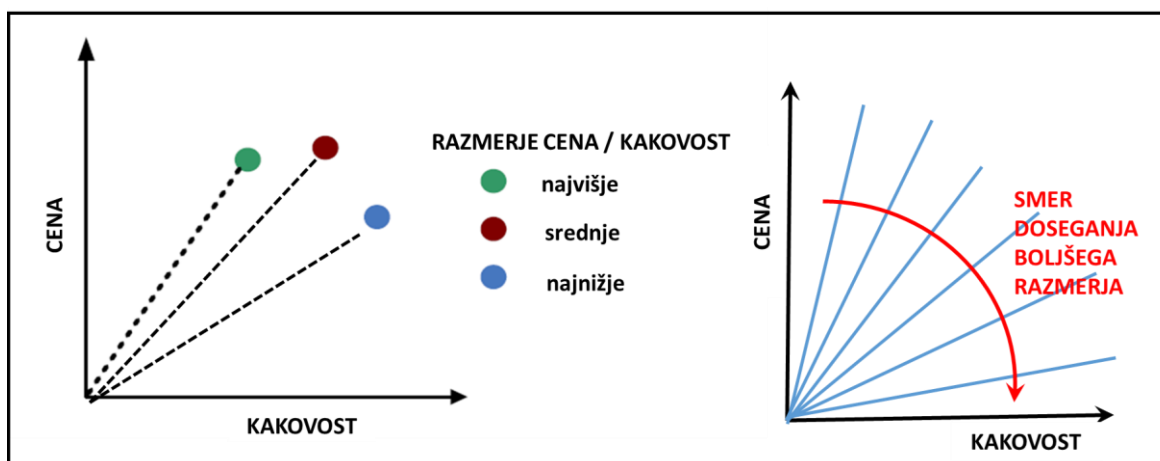 CENA
KAKOVOST
RAZMERJE CENA / KAKOVOST
najvišje
srednje
najnižje
CENA
SMER
DOSEGANJA
BOLJŠEGA
RAZMERJA
KAKOVOST